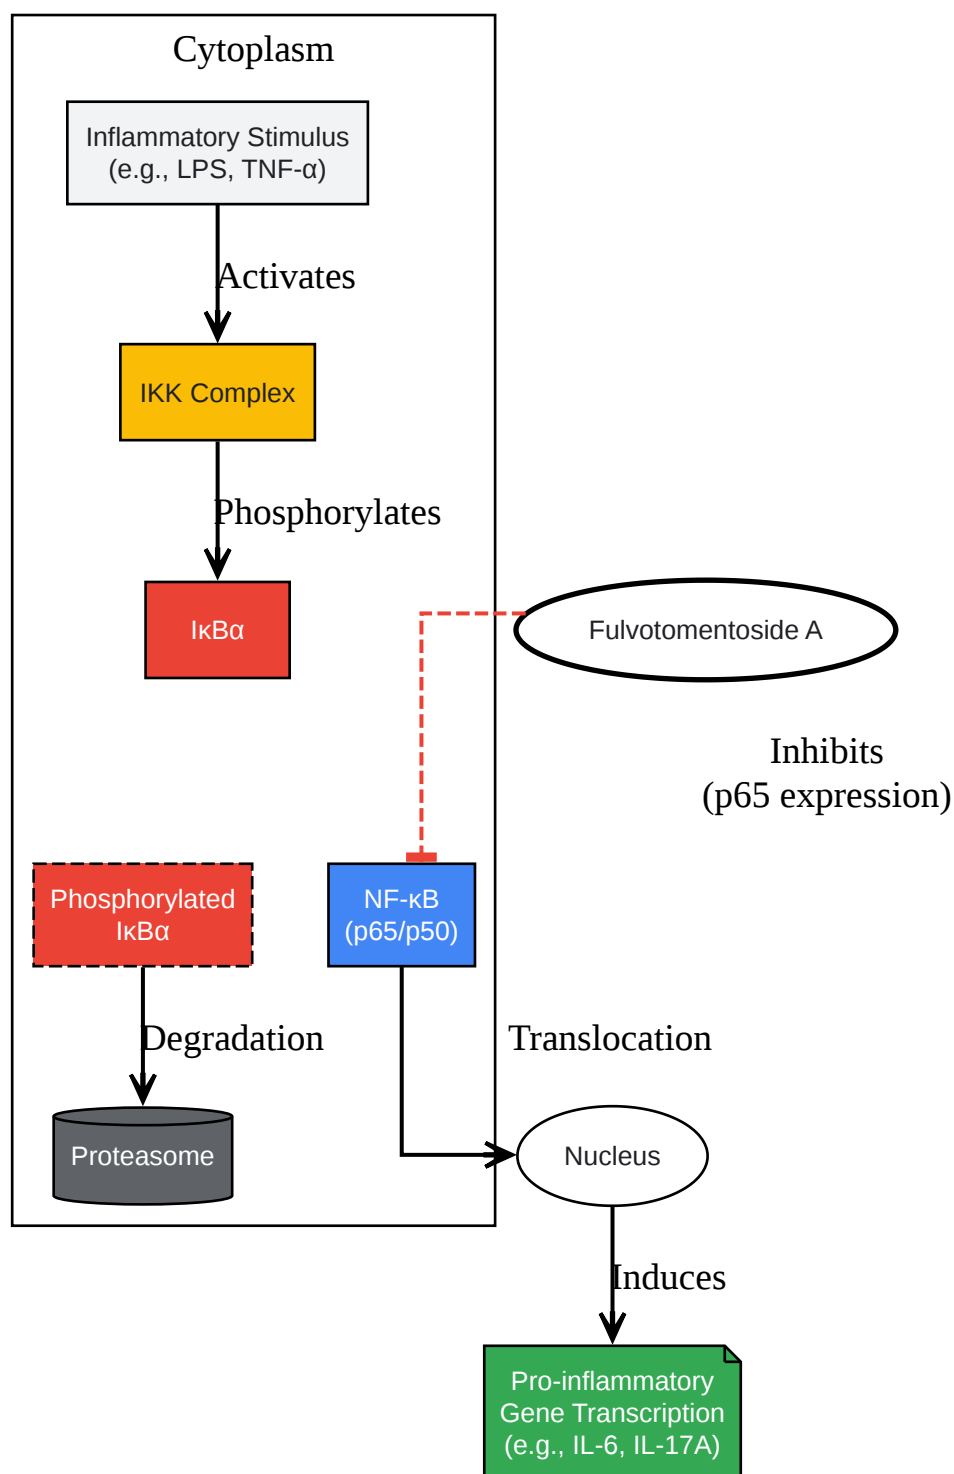 Cytoplasm
Inflammatory Stimulus
(e.g., LPS, TNF-α)
Activates
IKK Complex
Phosphorylates
IκBα
Fulvotomentoside A
Inhibits
(p65 expression)
Phosphorylated
IκBα
NF-κB
(p65/p50)
Degradation
Translocation
Proteasome
Nucleus
Induces
Pro-inflammatory
Gene Transcription
(e.g., IL-6, IL-17A)